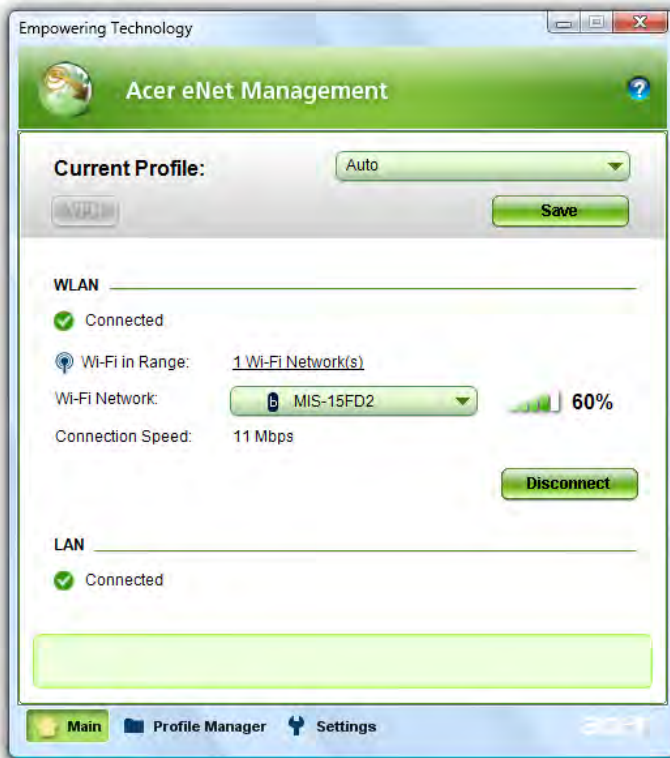 Empowering Technology
Acer eNet Management
?
Current Profile:
Auto
Save
WLAN
Connected
Wi-Fi in Range:
1 Wi-Fi Network(s)
Wi-Fi Network:
b MIS-15FD2
60%
Connection Speed:
11 Mbps
Disconnect
LAN
Connected
Main
Profile Manager
Settings
acer